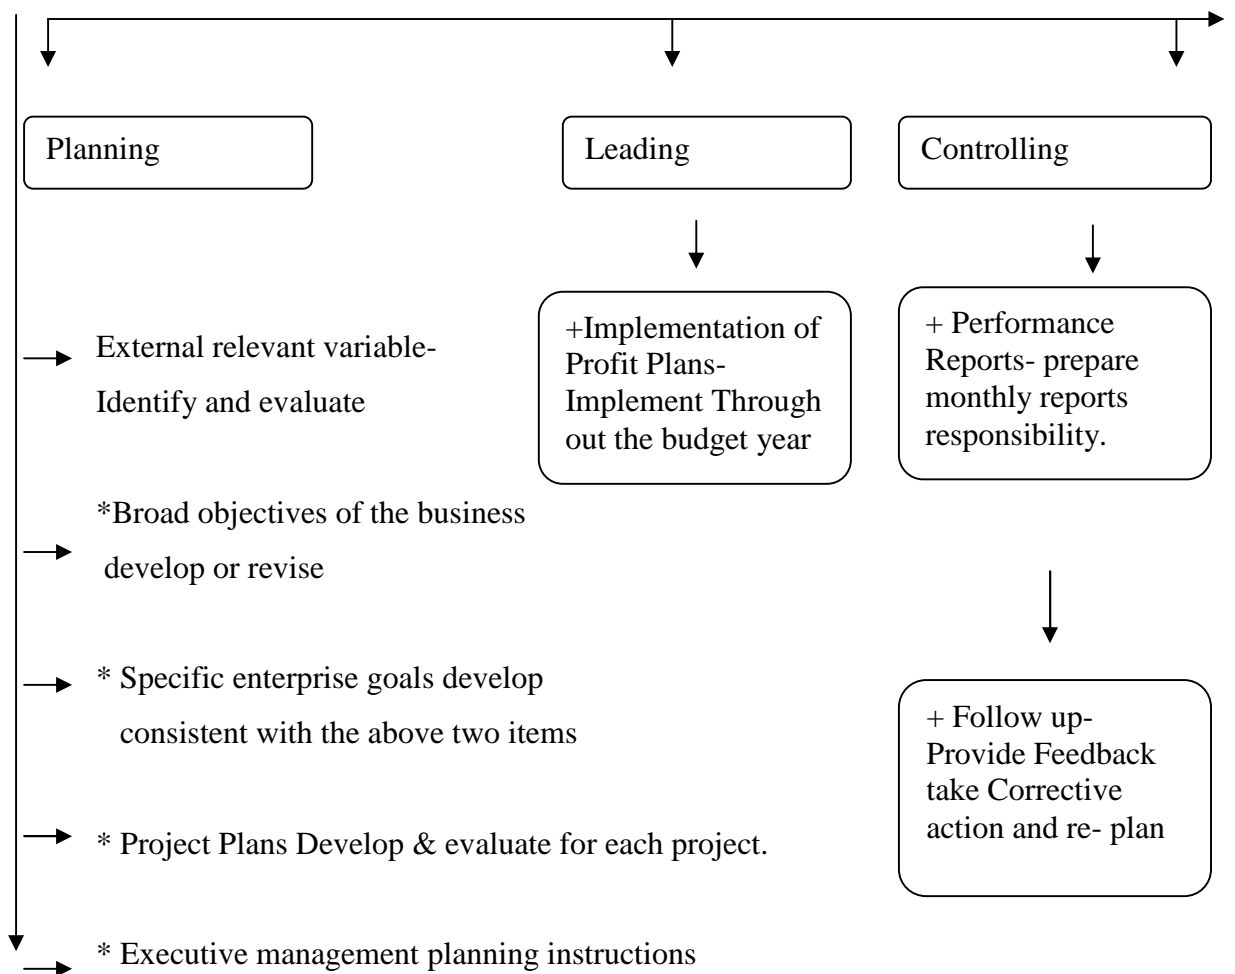 Planning
Leading
Controlling
External relevant variable-
Identify and evaluate
*Broad objectives of the business
develop or revise
* Specific enterprise goals develop
consistent with the above two items
* Project Plans Develop & evaluate for each project.
* Executive management planning instructions
+Implementation of
Profit Plans-
Implement Through
out the budget year
+ Performance
Reports- prepare
monthly reports
responsibility.
+ Follow up-
Provide Feedback
take Corrective
action and re- plan